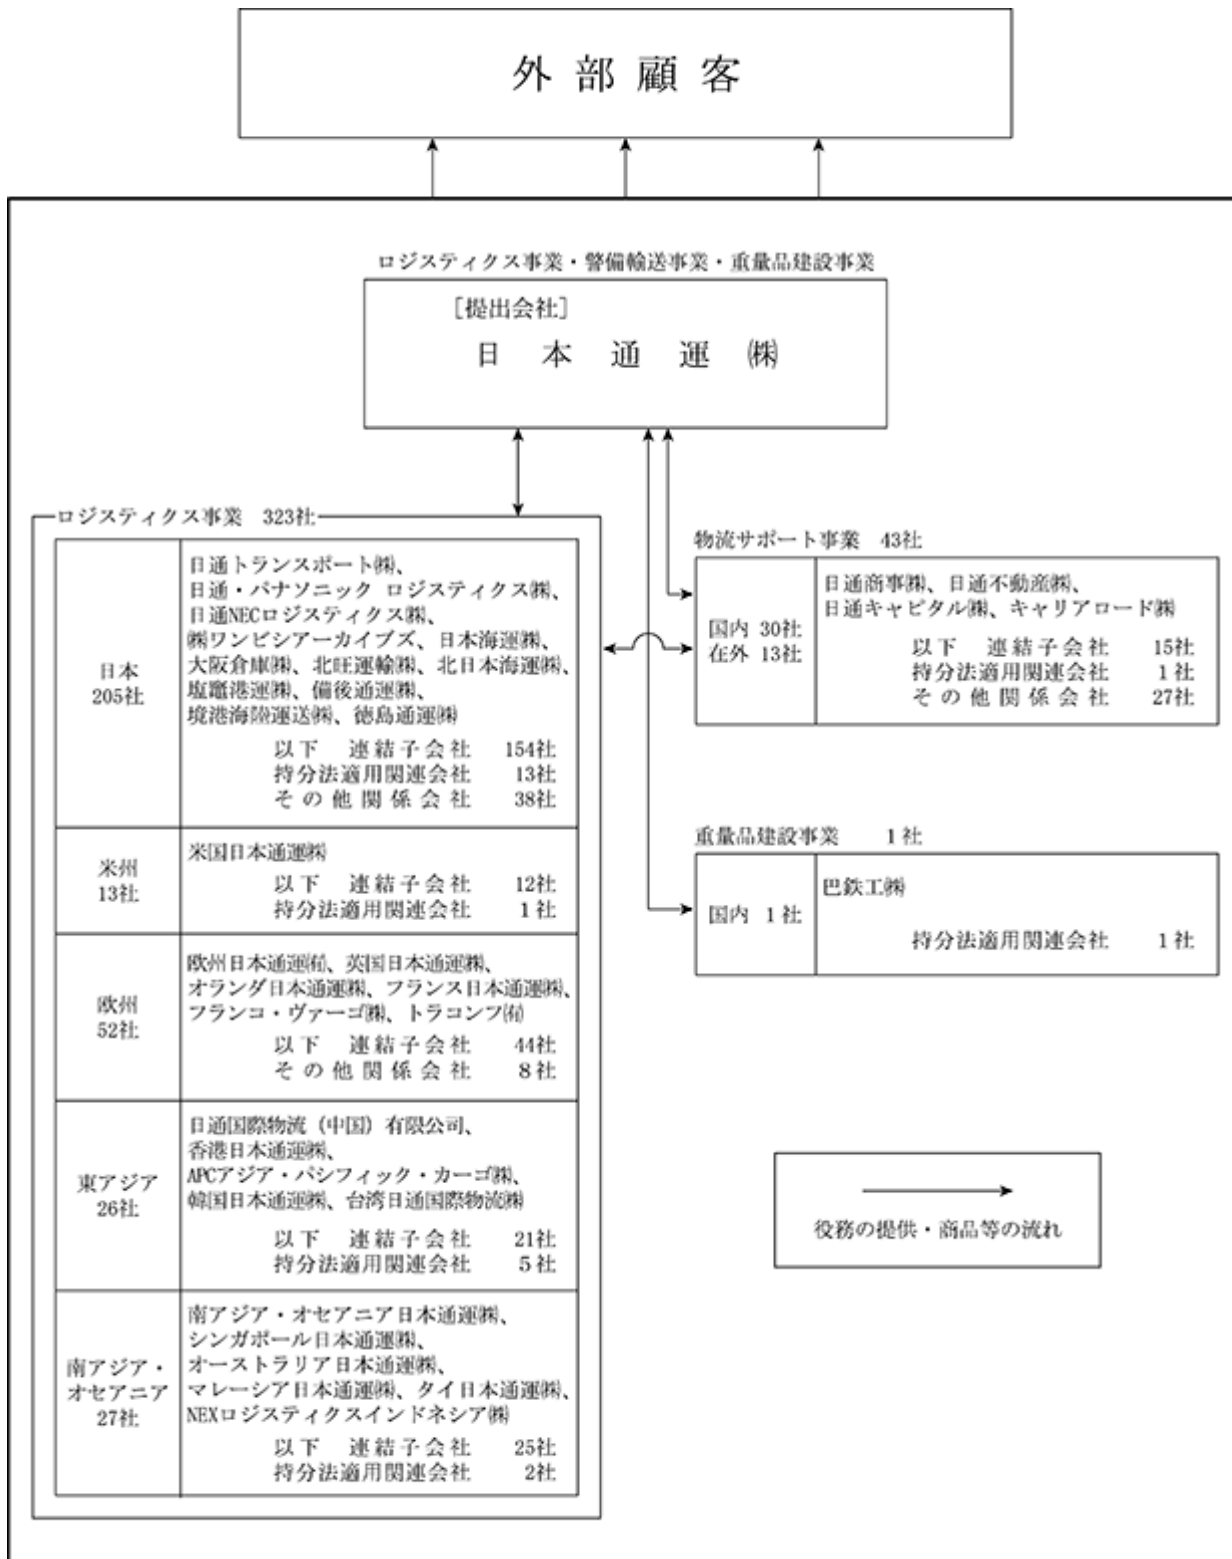 外部顧客
ロジスティクス事業・警備輸送事業・重量品建設事業
［提出会社］
日本通運㈱
ロジスティクス事業 323社
日本
205社
日通トランスポート㈱、
日通・パナソニック ロジスティクス㈱、
日通NECロジスティクス㈱、
㈱ワンビシアーカイブズ、日本海運㈱、
大阪倉庫㈱、北旺運輸㈱、北日本海運㈱、
塩竈港運㈱、備後通運㈱、
境港海陸運送㈱、徳島通運㈱
以下 連結子会社 154社
持分法適用関連会社 13社
その他関係会社 38社
米州
13社
米国日本通運㈱
以下 連結子会社 12社
持分法適用関連会社 1社
欧州
52社
欧州日本通運㈲、英国日本通運㈱、
オランダ日本通運㈱、フランス日本通運㈱、
フランコ・ヴァーゴ㈱、トラコンフ㈲
以下 連結子会社 44社
その他関係会社 8社
東アジア
26社
日通国際物流（中国）有限公司、
香港日本通運㈱、
APCアジア・パシフィック・カーゴ㈱、
韓国日本通運㈱、台湾日通国際物流㈱
以下 連結子会社 21社
持分法適用関連会社 5社
南アジア・
オセアニア
27社
南アジア・オセアニア日本通運㈱、
シンガポール日本通運㈱、
オーストラリア日本通運㈱、
マレーシア日本通運㈱、タイ日本通運㈱、
NEXロジスティクスインドネシア㈱
以下 連結子会社 25社
持分法適用関連会社 2社
物流サポート事業 43社
国内 30社
在外 13社
日通商事㈱、日通不動産㈱、
日通キャピタル㈱、キャリアロード㈱
以下 連結子会社 15社
持分法適用関連会社 1社
その他関係会社 27社
重量品建設事業 1社
国内 1社
巴鉄工㈱
持分法適用関連会社 1社
役務の提供・商品等の流れ